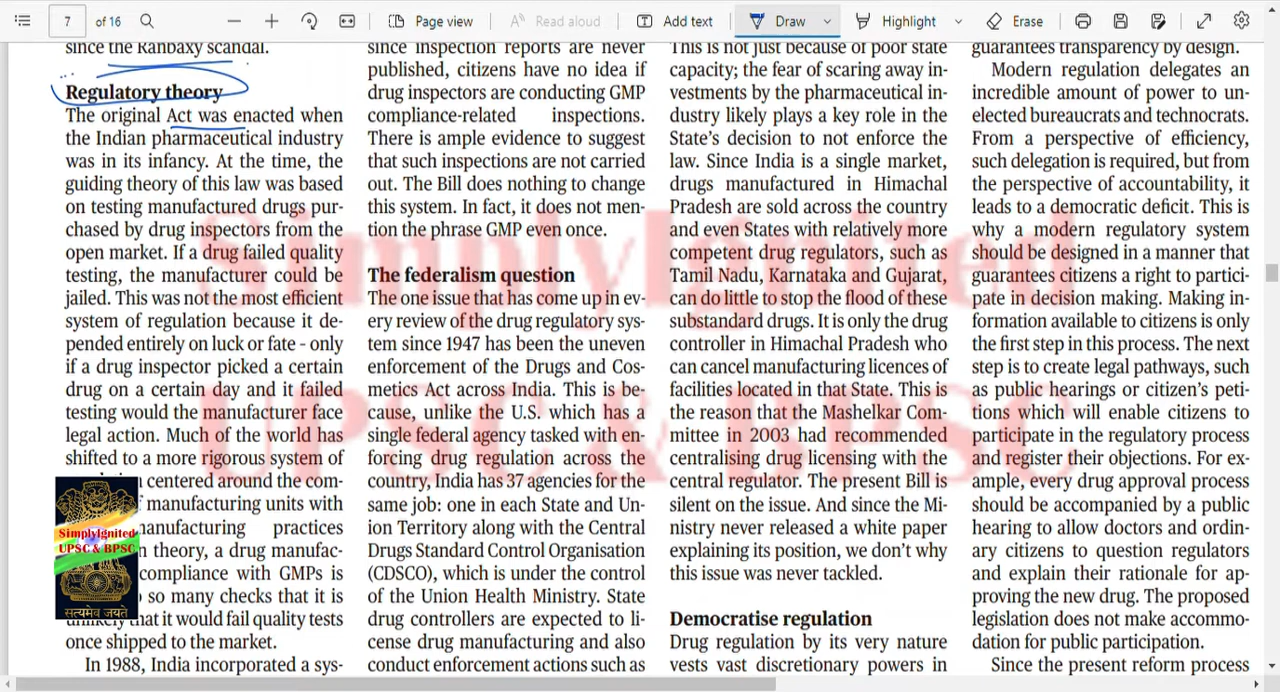 7
of 16
Page view
Read aloud
Add text
Draw
Highlight
Erase
since the Ranbaxy scandal.
Regulatory theory
The original Act was enacted when
the Indian pharmaceutical industry
was in its infancy. At the time, the
guiding theory of this law was based
on testing manufactured drugs pur-
chased by drug inspectors from the
open market. If a drug failed quality
testing, the manufacturer could be
jailed. This was not the most efficient
system of regulation because it de-
pended entirely on luck or fate - only
if a drug inspector picked a certain
drug on a certain day and it failed
testing would the manufacturer face
legal action. Much of the world has
shifted to a more rigorous system of
centered around the com-
manufacturing units with
manufacturing practices
theory, a drug manufac-
compliance with GMPs is
so many checks that it is
unlikely that it would fail quality tests
once shipped to the market.
In 1988, India incorporated a sys-
since inspection reports are never
published, citizens have no idea if
drug inspectors are conducting GMP
compliance-related inspections.
There is ample evidence to suggest
that such inspections are not carried
out. The Bill does nothing to change
this system. In fact, it does not men-
tion the phrase GMP even once.
The federalism question
The one issue that has come up in ev-
ery review of the drug regulatory sys-
tem since 1947 has been the uneven
enforcement of the Drugs and Cos-
metics Act across India. This is be-
cause, unlike the U.S. which has a
single federal agency tasked with en-
forcing drug regulation across the
country, India has 37 agencies for the
same job: one in each State and Un-
ion Territory along with the Central
Drugs Standard Control Organisation
(CDSCO), which is under the control
of the Union Health Ministry. State
drug controllers are expected to li-
cense drug manufacturing and also
conduct enforcement actions such as
This is not just because of poor state
capacity; the fear of scaring away in-
vestments by the pharmaceutical in-
dustry likely plays a key role in the
State's decision to not enforce the
law. Since India is a single market,
drugs manufactured in Himachal
Pradesh are sold across the country
and even States with relatively more
competent drug regulators, such as
Tamil Nadu, Karnataka and Gujarat,
can do little to stop the flood of these
substandard drugs. It is only the drug
controller in Himachal Pradesh who
can cancel manufacturing licences of
facilities located in that State. This is
the reason that the Mashelkar Com-
mittee in 2003 had recommended
centralising drug licensing with the
central regulator. The present Bill is
silent on the issue. And since the Mi-
nistry never released a white paper
explaining its position, we don't why
this issue was never tackled.
Democratise regulation
Drug regulation by its very nature
vests vast discretionary powers in
guarantees transparency by design.
Modern regulation delegates an
incredible amount of power to un-
elected bureaucrats and technocrats.
From a perspective of efficiency,
such delegation is required, but from
the perspective of accountability, it
leads to a democratic deficit. This is
why a modern regulatory system
should be designed in a manner that
guarantees citizens a right to partici-
pate in decision making. Making in-
formation available to citizens is only
the first step in this process. The next
step is to create legal pathways, such
as public hearings or citizen's peti-
tions which will enable citizens to
participate in the regulatory process
and register their objections. For ex-
ample, every drug approval process
should be accompanied by a public
hearing to allow doctors and ordin-
ary citizens to question regulators
and explain their rationale for ap-
proving the new drug. The proposed
legislation does not make accommo-
dation for public participation.
Since the present reform process
SimplyIgnited
UPSC & BPSC
SimplyIgnited
UPSC & BPSC
सत्यमेव जयते